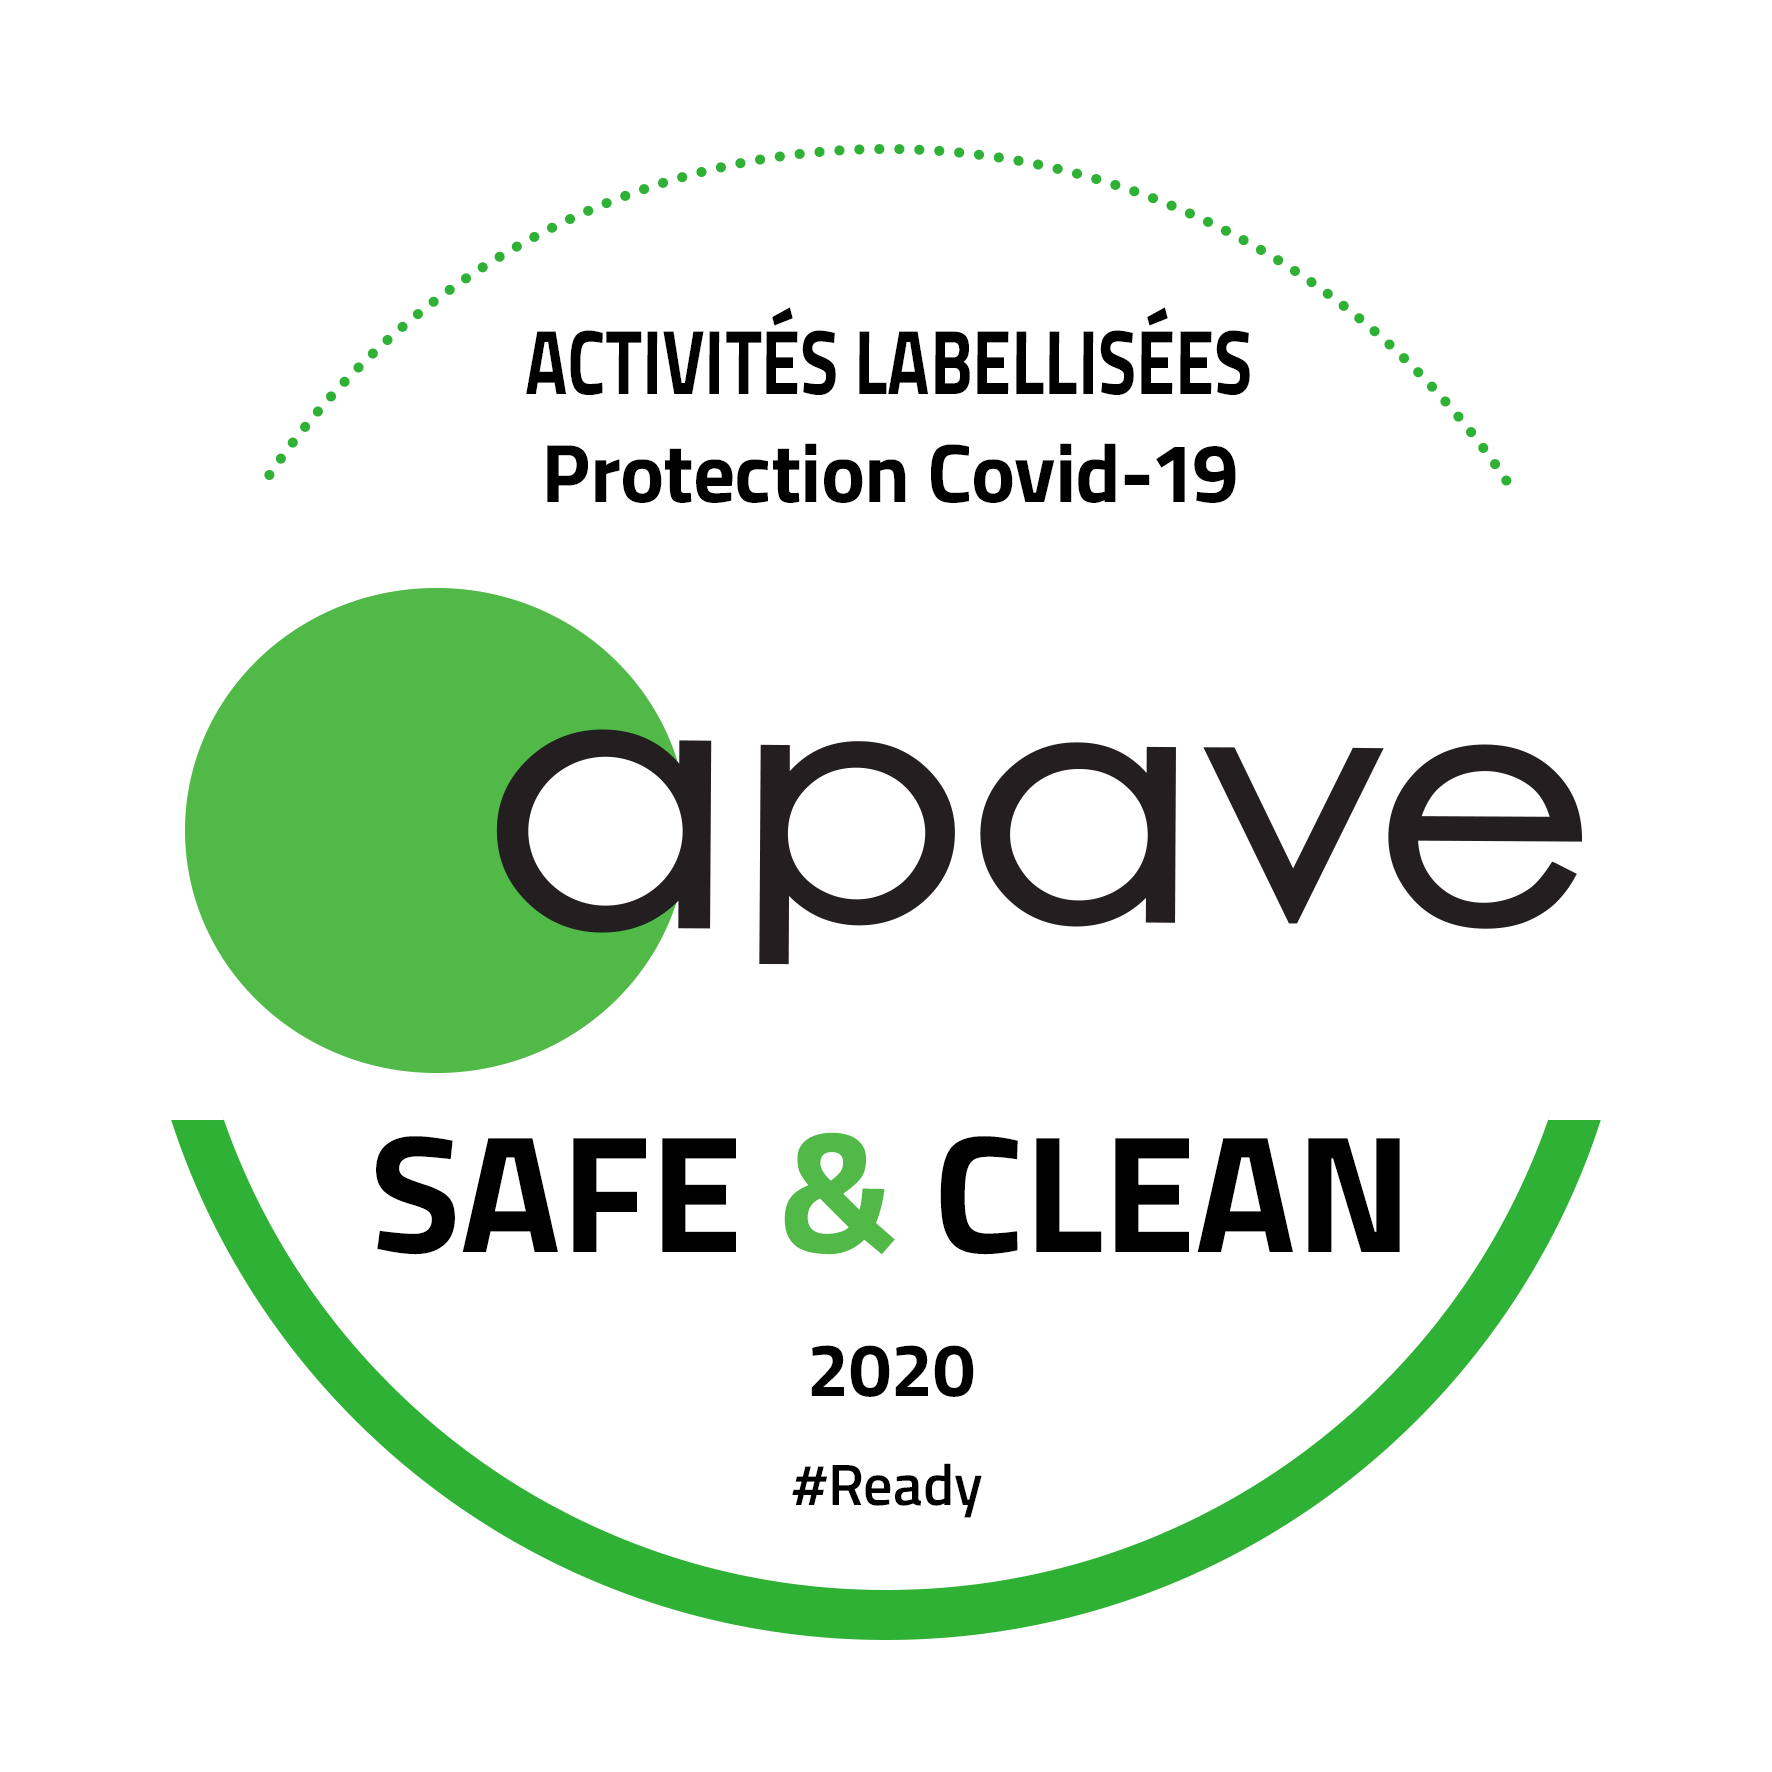 ACTIVITÉS LABELLISÉES
Protection Covid-19
apave
SAFE & CLEAN
2020
#Ready